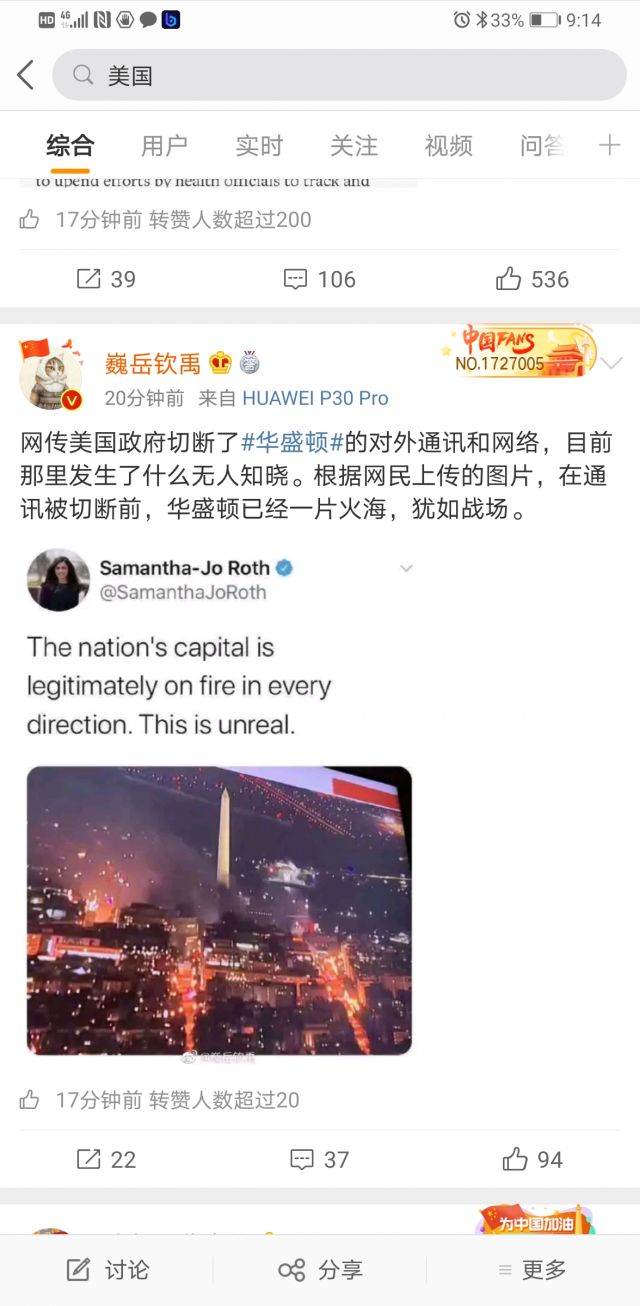 HD 4G 33% 9:14
美国
综合 用户 实时 关注 视频 问答
to upend efforts by health officials to track and
17分钟前 转赞人数超过200
39 106 536
巍岳钦禹
中国FANS
NO.1727005
20分钟前 来自 HUAWEI P30 Pro
网传美国政府切断了#华盛顿#的对外通讯和网络，目前
那里发生了什么无人知晓。根据网民上传的图片，在通
讯被切断前，华盛顿已经一片火海，犹如战场。
Samantha-Jo Roth
@SamanthaJoRoth
The nation's capital is
legitimately on fire in every
direction. This is unreal.
@巍岳钦禹
17分钟前 转赞人数超过20
22 37 94
为中国加油
讨论 分享 更多